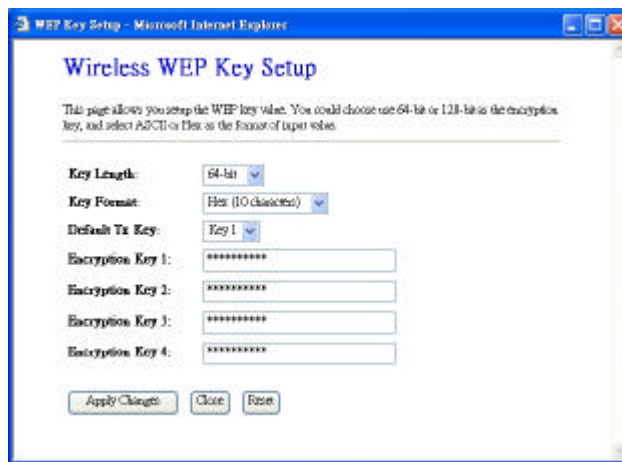 WEP Key Setup - Microsoft Internet Explorer
Wireless WEP Key Setup
This page allows you setup the WEP key value. You could choose use 64-bit or 128-bit as the encryption
key, and select ASCII or Hex as the format of input value.
Key Length: 64-bit
Key Format: Hex (10 characters)
Default Tx Key: Key 1
Encryption Key 1: **********
Encryption Key 2: **********
Encryption Key 3: **********
Encryption Key 4: **********
Apply Changes Close Reset